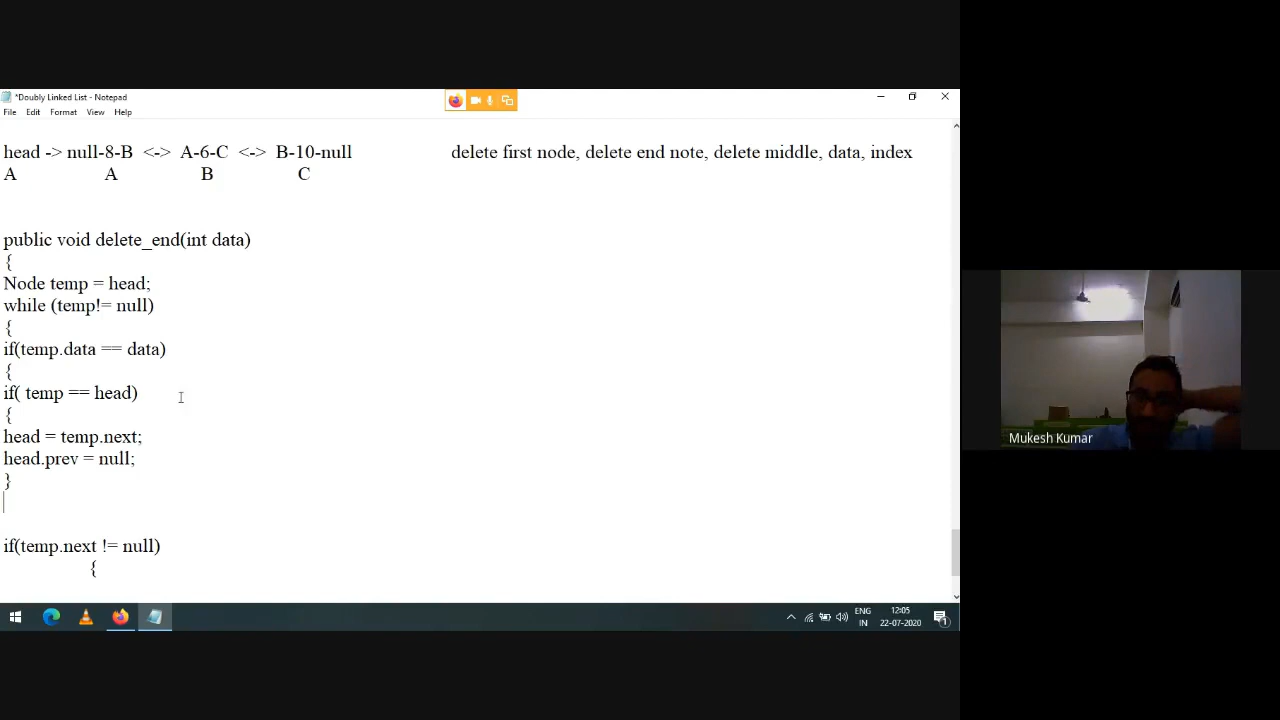 *Doubly Linked List - Notepad
File Edit Format View Help
head -> null-8-B <-> A-6-C <-> B-10-null delete first node, delete end note, delete middle, data, index
A A B C
public void delete_end(int data)
{
Node temp = head;
while (temp!= null)
{
if(temp.data == data)
{
if( temp == head)
{
head = temp.next;
head.prev = null;
}
if(temp.next != null)
{
Mukesh Kumar
ENG
IN
12:05
22-07-2020
1